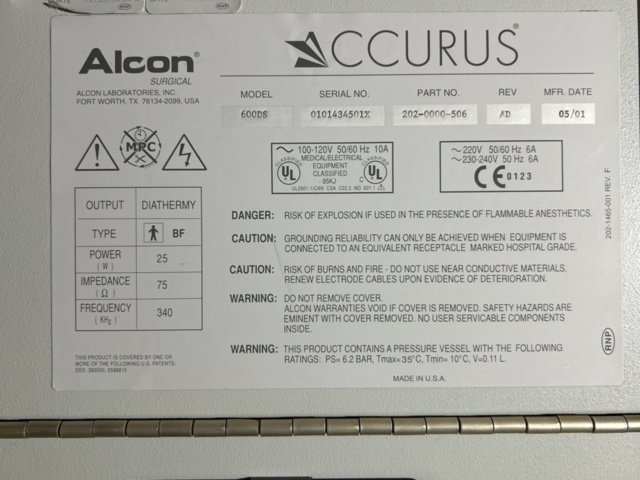 Alcon®
SURGICAL
ALCON LABORATORIES, INC.
FORT WORTH, TX 76134-2099, USA
ACCURUS®
MODEL SERIAL NO. PART NO. REV MFR. DATE
600DS 0101434501X 202-0000-506 AD 05/01
MPC
~ 100-120V 50/60 Hz 10A
MEDICAL/ELECTRICAL
EQUIPMENT
CLASSIFIED
95KJ
CLASSIFIED UL
C CLASSIFIED UL
~ 220V 50/60 Hz 6A
~ 230-240V 50 Hz 6A
CE 0123
OUTPUT DIATHERMY
TYPE BF
POWER (W) 25
IMPEDANCE (Ω) 75
FREQUENCY (KHz) 340
DANGER: RISK OF EXPLOSION IF USED IN THE PRESENCE OF FLAMMABLE ANESTHETICS.
CAUTION: GROUNDING RELIABILITY CAN ONLY BE ACHIEVED WHEN EQUIPMENT IS
CONNECTED TO AN EQUIVALENT RECEPTACLE MARKED HOSPITAL GRADE.
CAUTION: RISK OF BURNS AND FIRE - DO NOT USE NEAR CONDUCTIVE MATERIALS.
RENEW ELECTRODE CABLES UPON EVIDENCE OF DETERIORATION.
WARNING: DO NOT REMOVE COVER.
ALCON WARRANTIES VOID IF COVER IS REMOVED. SAFETY HAZARDS ARE
EMINENT WITH COVER REMOVED. NO USER SERVICABLE COMPONENTS
INSIDE.
WARNING: THIS PRODUCT CONTAINS A PRESSURE VESSEL WITH THE FOLLOWING
RATINGS: PS= 6.2 BAR, Tmax=35°C, Tmin= 10°C, V=0.11 L.
THIS PRODUCT IS COVERED BY ONE OR
MORE OF THE FOLLOWING U.S. PATENTS:
MADE IN U.S.A.
202-1465-001 REV. F
RNP